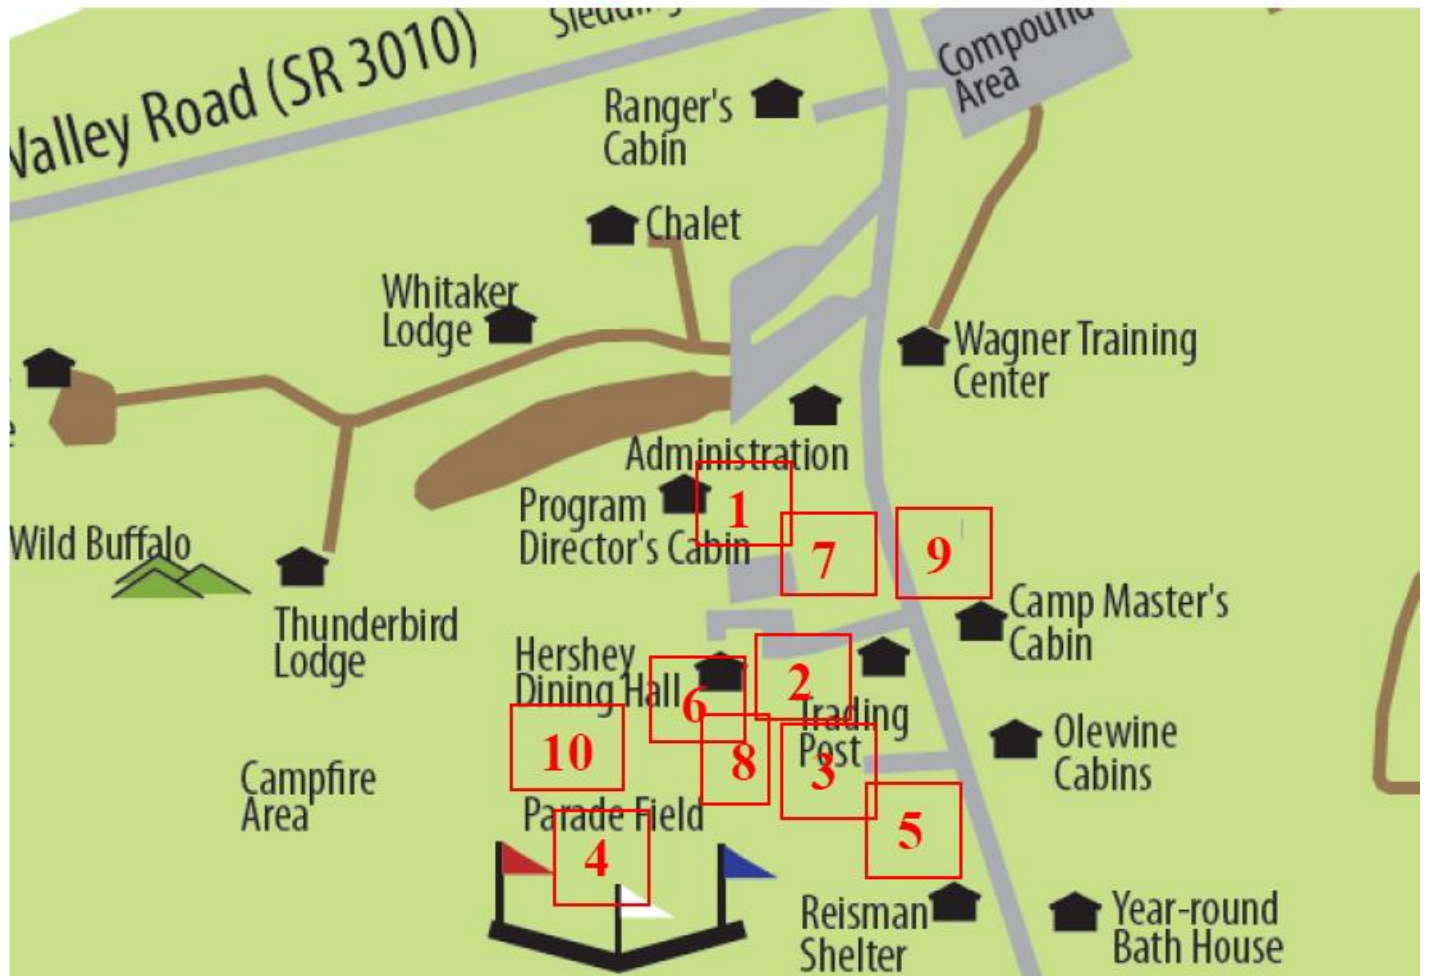 Valley Road (SR 3010)
Compound
Area
Ranger's
Cabin
Chalet
Whitaker
Lodge
Wagner Training
Center
Administration
Program
Director's Cabin
1
7
9
Wild Buffalo
Thunderbird
Lodge
Camp Master's
Cabin
Hershey
Dining Hall
6
2
Trading
Post
10
8
3
Olewine
Cabins
Campfire
Area
Parade Field
4
5
Reisman
Shelter
Year-round
Bath House